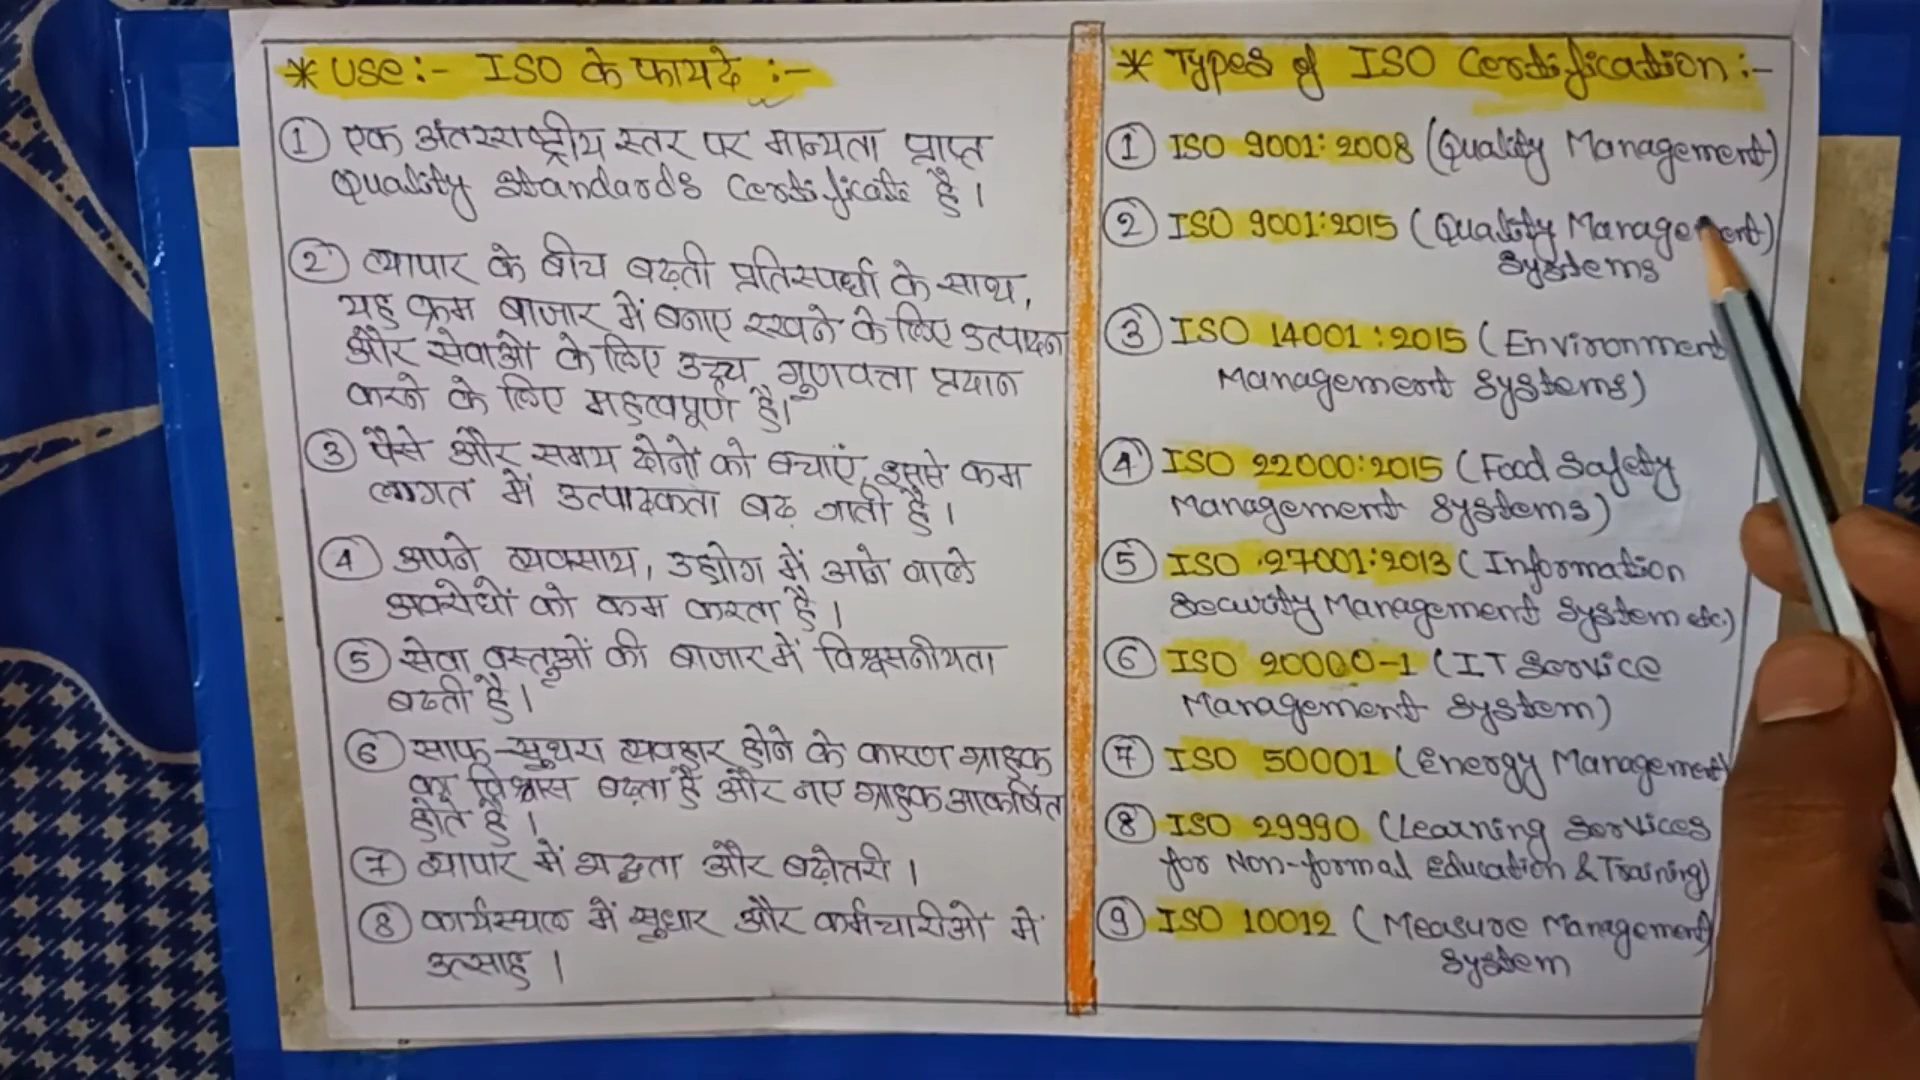 * Use:- ISO के फायदे :-
① एक अंतरराष्ट्रीय स्तर पर मान्यता प्राप्त
Quality Standards Certificate है।
② व्यापार के बीच बढ़ती प्रतिस्पर्धा के साथ,
यह क्रम बाजार में बनाए रखने के लिए उत्पादन
और सेवाओं के लिए उच्च गुणवत्ता प्रदान
करने के लिए महत्वपूर्ण है।
③ पैसे और समय दोनों को बचाएं, इससे कम
लागत में उत्पादकता बढ़ जाती है।
④ अपने व्यवसाय, उद्योग में आने वाले
अवरोधों को कम करता है।
⑤ सेवा वस्तुओं की बाजार में विश्वसनीयता
बढती है।
⑥ साफ-सुथरा व्यवहार होने के कारण ग्राहक
का विश्वास बढ़ता है और नए ग्राहक आकर्षित
होते है।
⑦ व्यापार में और बढ़ोतरी।
⑧ कार्यस्थल में सुधार और कर्मचारीओं में
उत्साह।
* Types of ISO Certification:-
① ISO 9001:2008 (Quality Management)
② ISO 9001:2015 (Quality Management)
Systems
③ ISO 14001:2015 (Environment
Management Systems)
④ ISO 22000:2015 (Food Safety
Management Systems)
⑤ ISO 27001:2013 (Information
Security Management System etc.)
⑥ ISO 20000-1 (IT Service
Management System)
⑦ ISO 50001 (Energy Management)
⑧ ISO 29990 (Learning Services
for Non-formal Education & Training)
⑨ ISO 10012 (Measure Management)
System